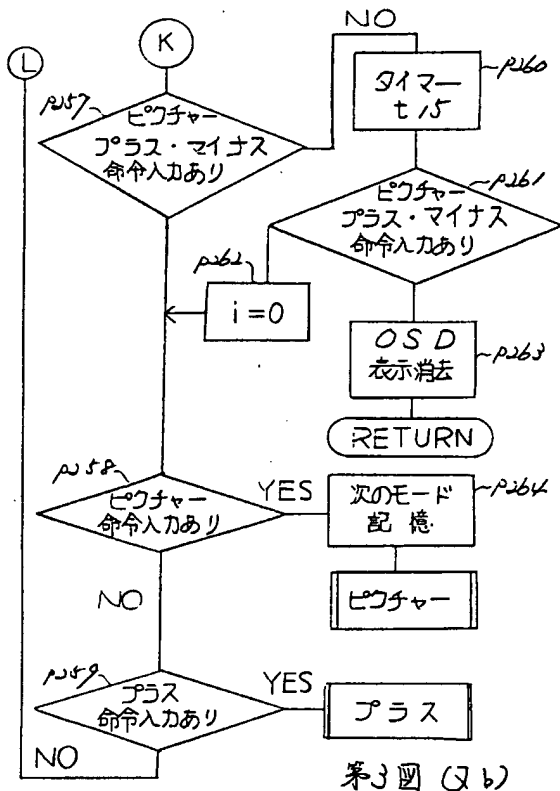 K
L
NO
p257
ピクチャー
プラス・マイナス
命令入力あり
p260
タイマー
t15
p261
ピクチャー
プラス・マイナス
命令入力あり
p262
i=0
OSD
表示消去
p263
RETURN
p258
ピクチャー
命令入力あり
YES
次のモード
記憶
p264
NO
ピクチャー
p259
プラス
命令入力あり
YES
プラス
NO